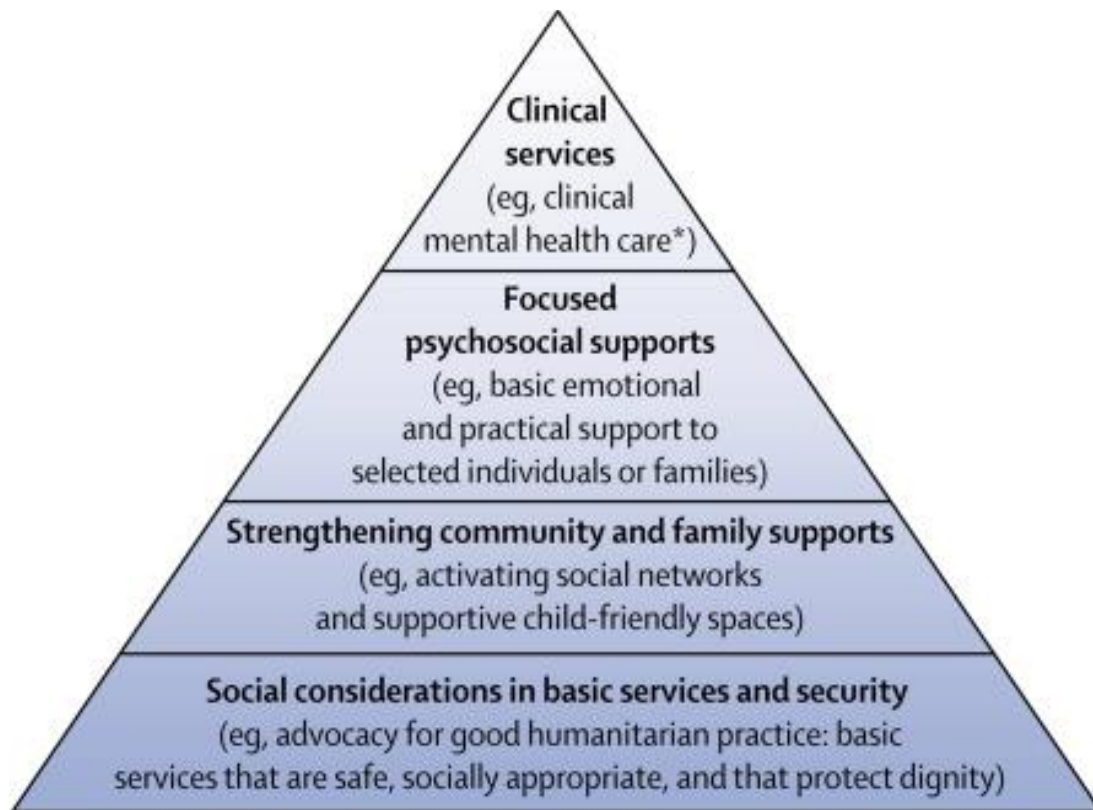 Clinical
services
(eg, clinical
mental health care*)
Focused
psychosocial supports
(eg, basic emotional
and practical support to
selected individuals or families)
Strengthening community and family supports
(eg, activating social networks
and supportive child-friendly spaces)
Social considerations in basic services and security
(eg, advocacy for good humanitarian practice: basic
services that are safe, socially appropriate, and that protect dignity)